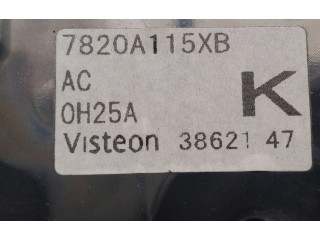 7820A115XB
AC
0H25A
K
Visteon 38621 47